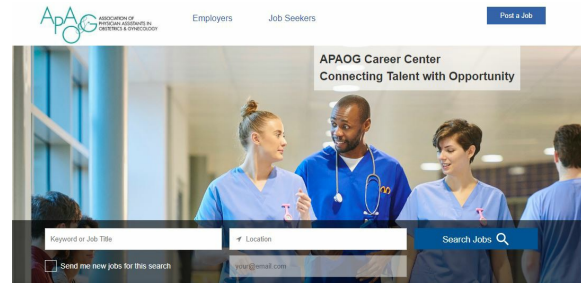 APAOG
ASSOCIATION OF
PHYSICIAN ASSISTANTS IN
OBSTETRICS & GYNECOLOGY
Employers
Job Seekers
Post a Job
APAOG Career Center
Connecting Talent with Opportunity
Keyword or Job Title
Location
Search Jobs
Send me new jobs for this search
your@email.com